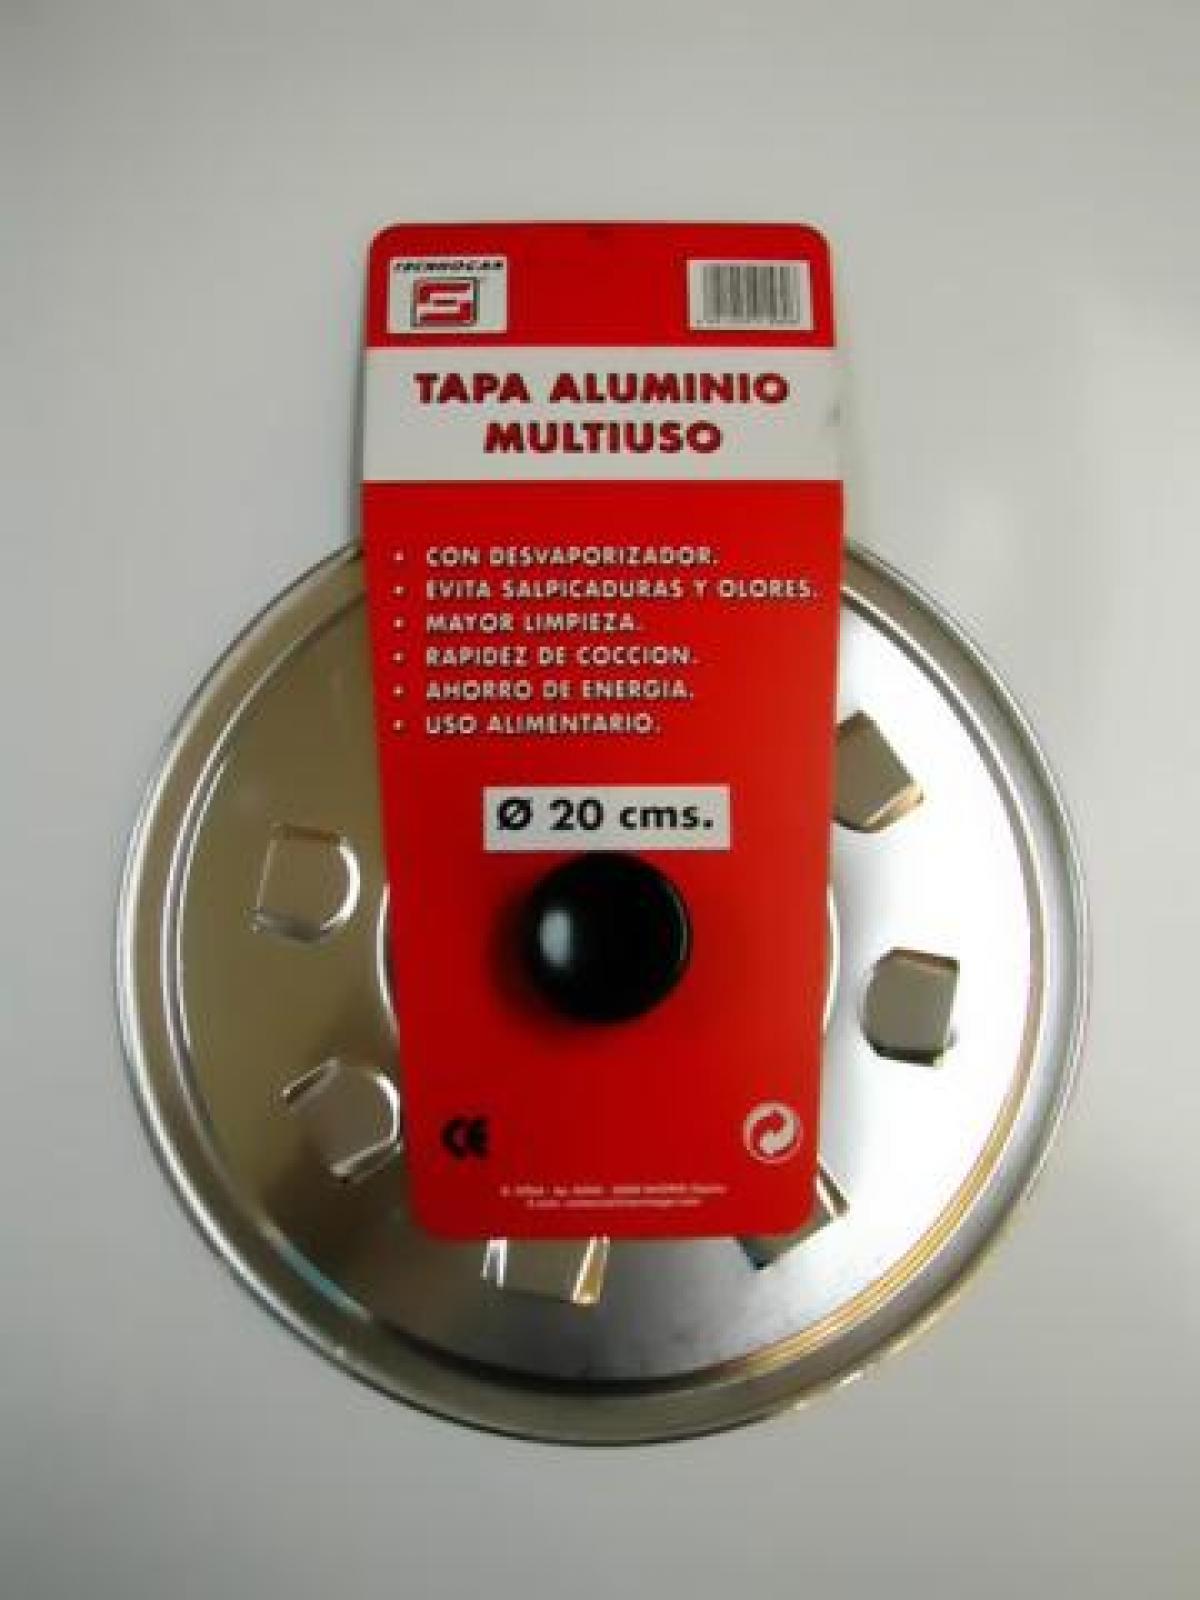 TECHNOGAR
TAPA ALUMINIO
MULTIUSO
• CON DESVAPORIZADOR.
• EVITA SALPICADURAS Y OLORES.
• MAYOR LIMPIEZA.
• RAPIDEZ DE COCCION.
• AHORRO DE ENERGIA.
• USO ALIMENTARIO.
Ø 20 cms.
CE